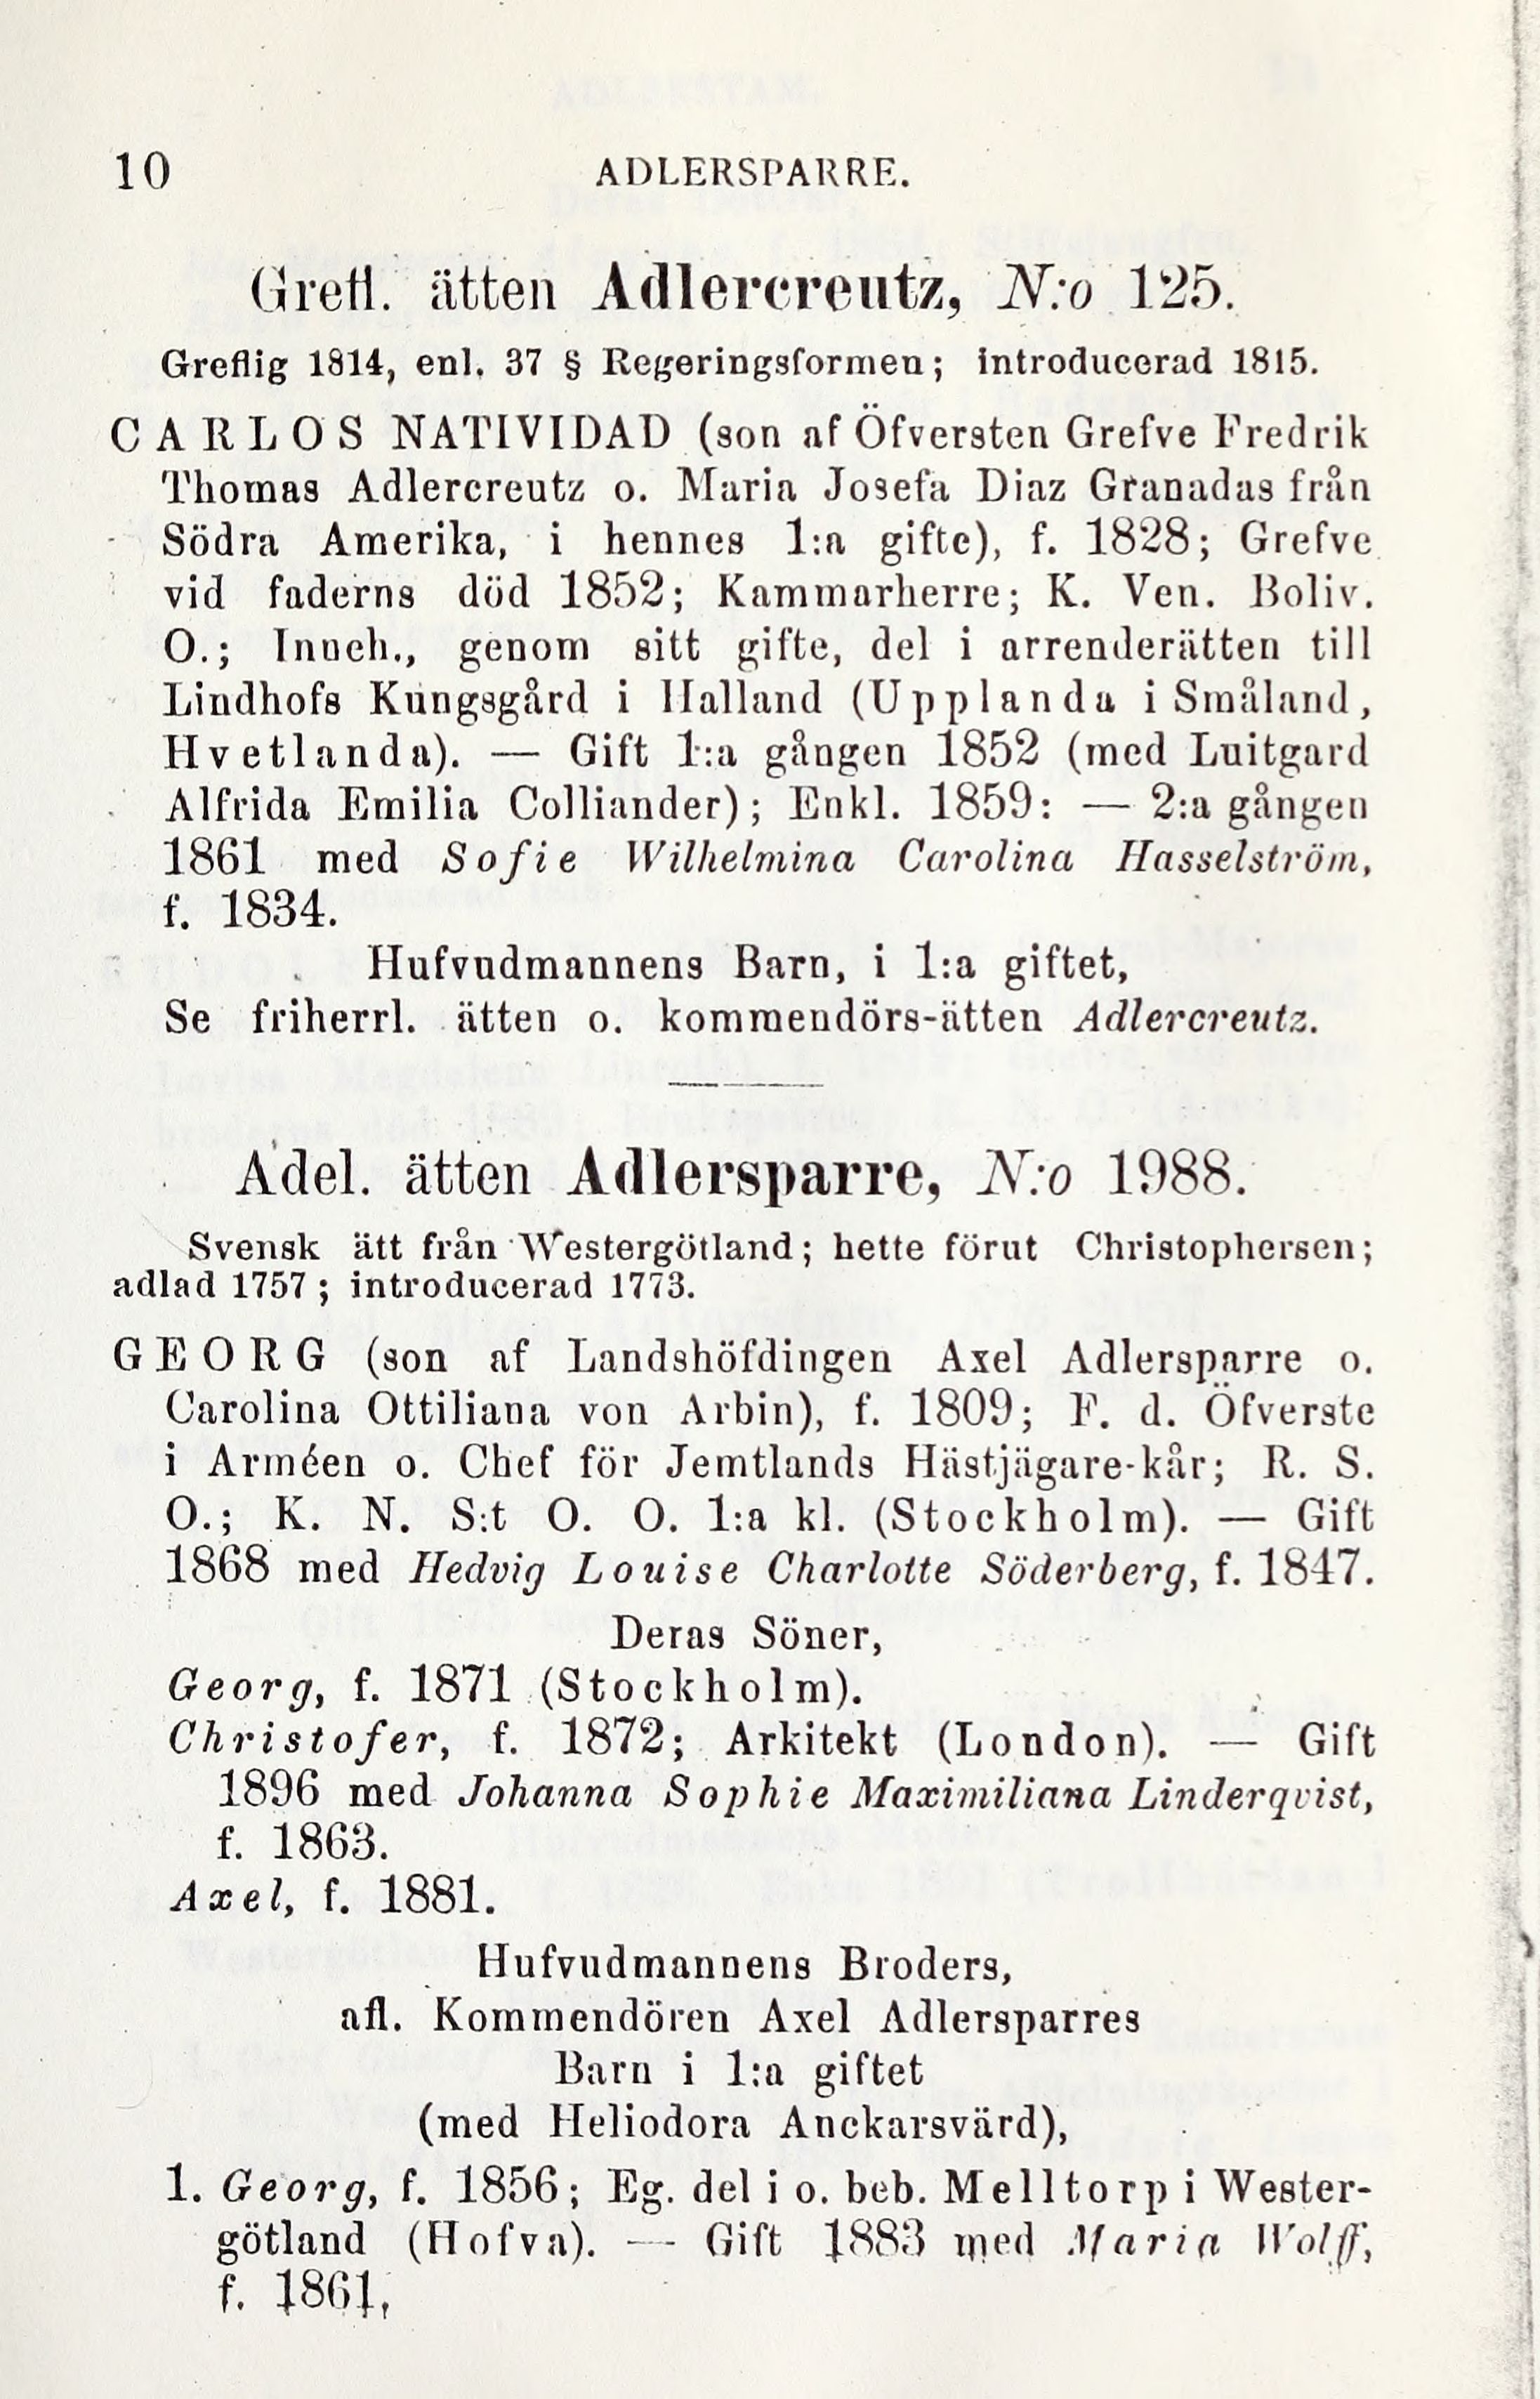 10 ADLERSPARRE.
Grefl. ätten Adlercreutz, N:o 125.
Greflig 1814, enl. 37 § Regeringsformen; introducerad 1815.
CARLOS NATIVIDAD (son af Öfversten Grefve Fredrik
Thomas Adlercreutz o. Maria Josefa Diaz Granadas från
Södra Amerika, i hennes 1:a gifte), f. 1828; Grefve
vid faderns död 1852; Kammarherre; K. Ven. Boliv.
O.; Inneh., genom sitt gifte, del i arrenderätten till
Lindhofs Kungsgård i Halland (Upplanda i Småland,
Hvetlanda). — Gift 1:a gången 1852 (med Luitgard
Alfrida Emilia Colliander); Enkl. 1859: — 2:a gången
1861 med Sofie Wilhelmina Carolina Hasselström,
f. 1834.
Hufvudmannens Barn, i 1:a giftet,
Se friherrl. ätten o. kommendörs-ätten Adlercreutz.
Adel. ätten Adlersparre, N:o 1988.
Svensk ätt från Westergötland; hette förut Christophersen;
adlad 1757; introducerad 1773.
GEORG (son af Landshöfdingen Axel Adlersparre o.
Carolina Ottiliana von Arbin), f. 1809; F. d. Öfverste
i Arméen o. Chef för Jemtlands Hästjägare-kår; R. S.
O.; K. N. S:t O. O. 1:a kl. (Stockholm). — Gift
1868 med Hedvig Louise Charlotte Söderberg, f. 1847.
Deras Söner,
Georg, f. 1871 (Stockholm).
Christofer, f. 1872; Arkitekt (London). — Gift
1896 med Johanna Sophie Maximiliana Linderqvist,
f. 1863.
Axel, f. 1881.
Hufvudmannens Broders,
afl. Kommendören Axel Adlersparres
Barn i 1:a giftet
(med Heliodora Anckarsvärd),
1. Georg, f. 1856; Eg. del i o. beb. Melltorp i Wester-
götland (Hofva). — Gift 1883 med Maria Wolff,
f. 1861.